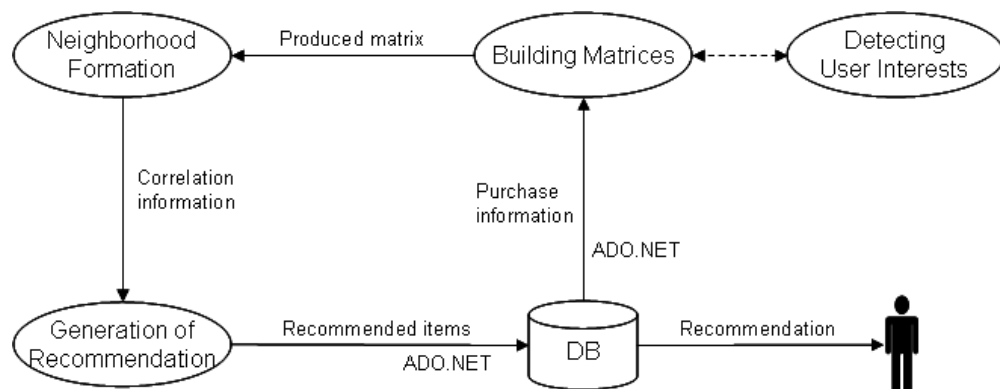 Neighborhood
Formation
Produced matrix
Building Matrices
Detecting
User Interests
Correlation
information
Purchase
information
ADO.NET
Generation of
Recommendation
Recommended items
ADO.NET
DB
Recommendation